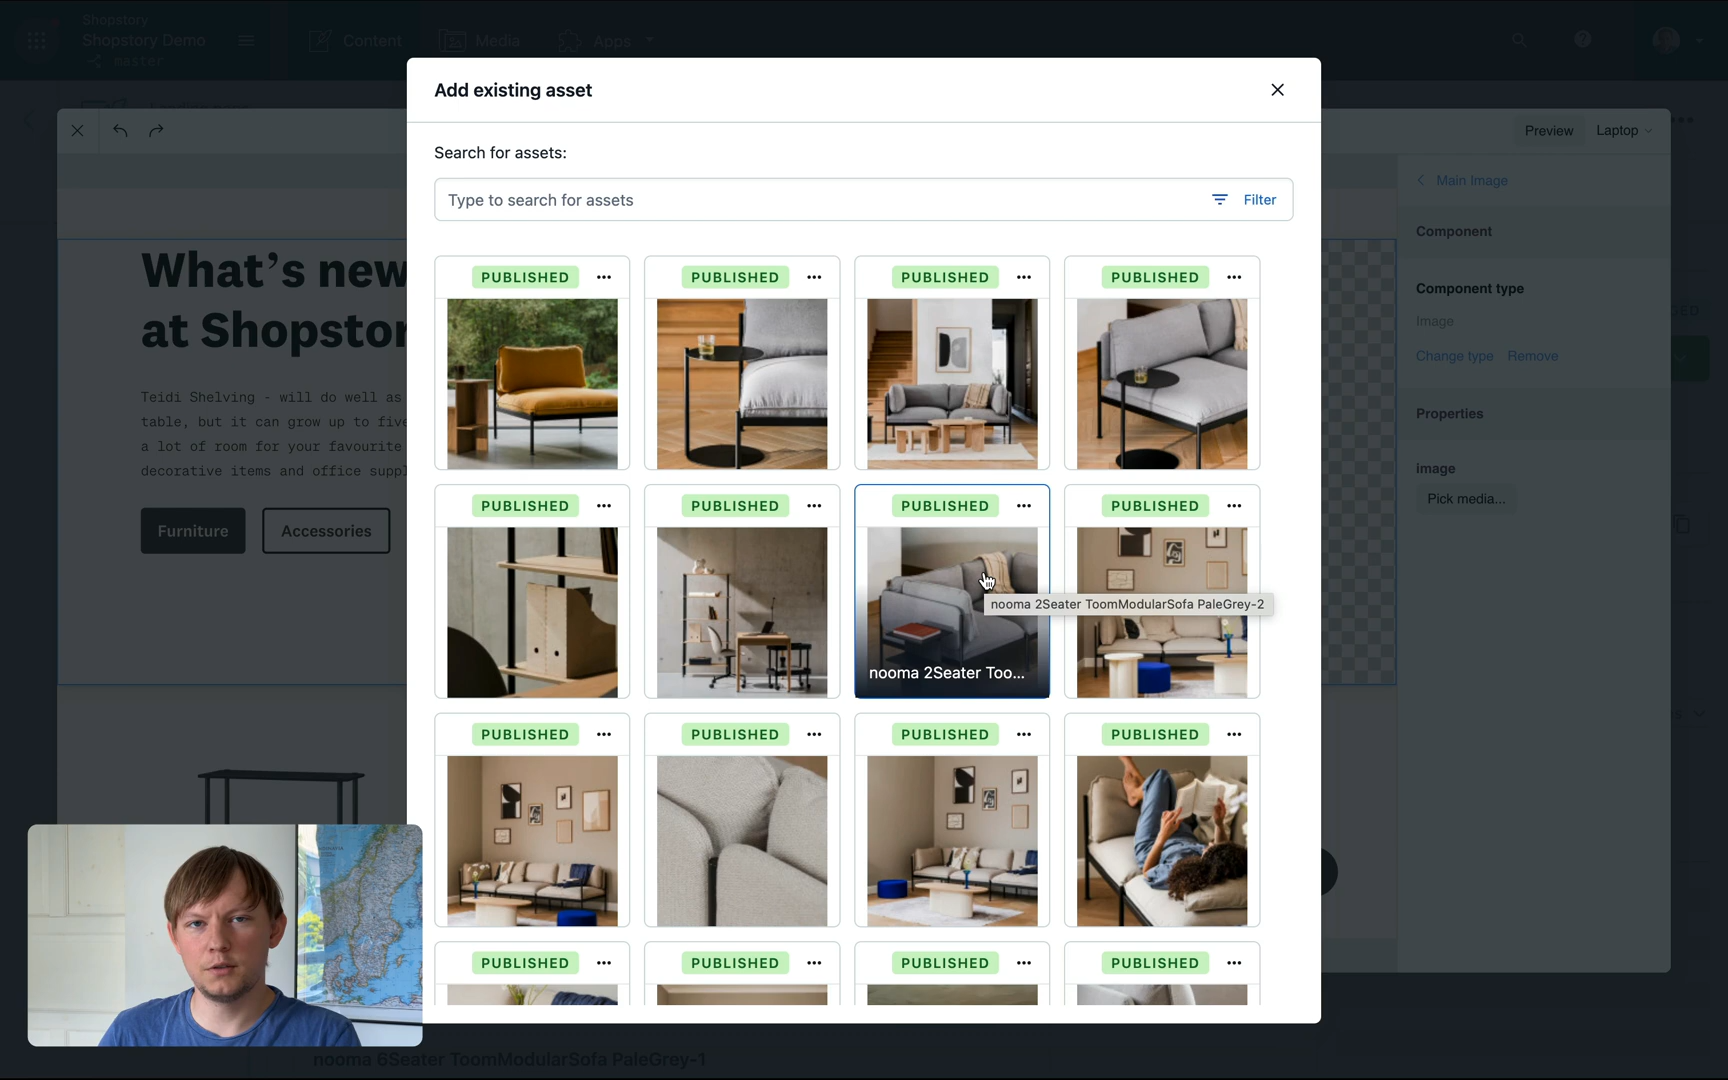 Shopstory
Shopstory Demo
master
Content
Media
Apps
Add existing asset
Preview
Laptop
Search for assets:
Type to search for assets
Filter
Main Image
Component
Component type
Image
Change type
Remove
Properties
image
Pick media...
What's new
at Shopstor
Teidi Shelving - will do well as
table, but it can grow up to five
a lot of room for your favourite
decorative items and office suppl
Furniture
Accessories
PUBLISHED
PUBLISHED
PUBLISHED
PUBLISHED
PUBLISHED
PUBLISHED
PUBLISHED
PUBLISHED
nooma 2Seater ToomModularSofa PaleGrey-2
nooma 2Seater Too...
PUBLISHED
PUBLISHED
PUBLISHED
PUBLISHED
PUBLISHED
PUBLISHED
PUBLISHED
PUBLISHED
nooma 6Seater ToomModularSofa PaleGrey-1